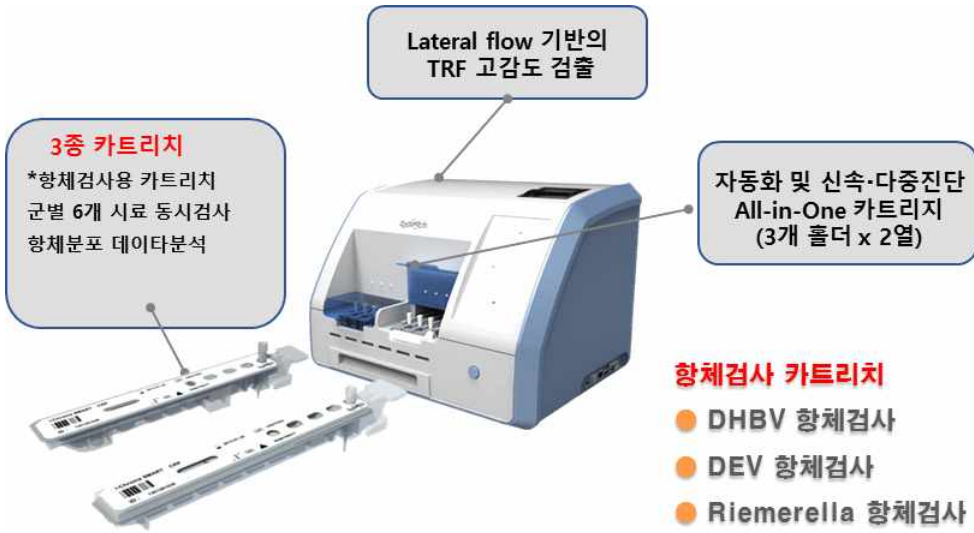 Lateral flow 기반의
TRF 고감도 검출
3종 카트리치
*항체검사용 카트리치
군별 6개 시료 동시검사
항체분포 데이타분석
자동화 및 신속·다중진단
All-in-One 카트리지
(3개 홀더 x 2열)
항체검사 카트리치
DHBV 항체검사
DEV 항체검사
Riemerella 항체검사